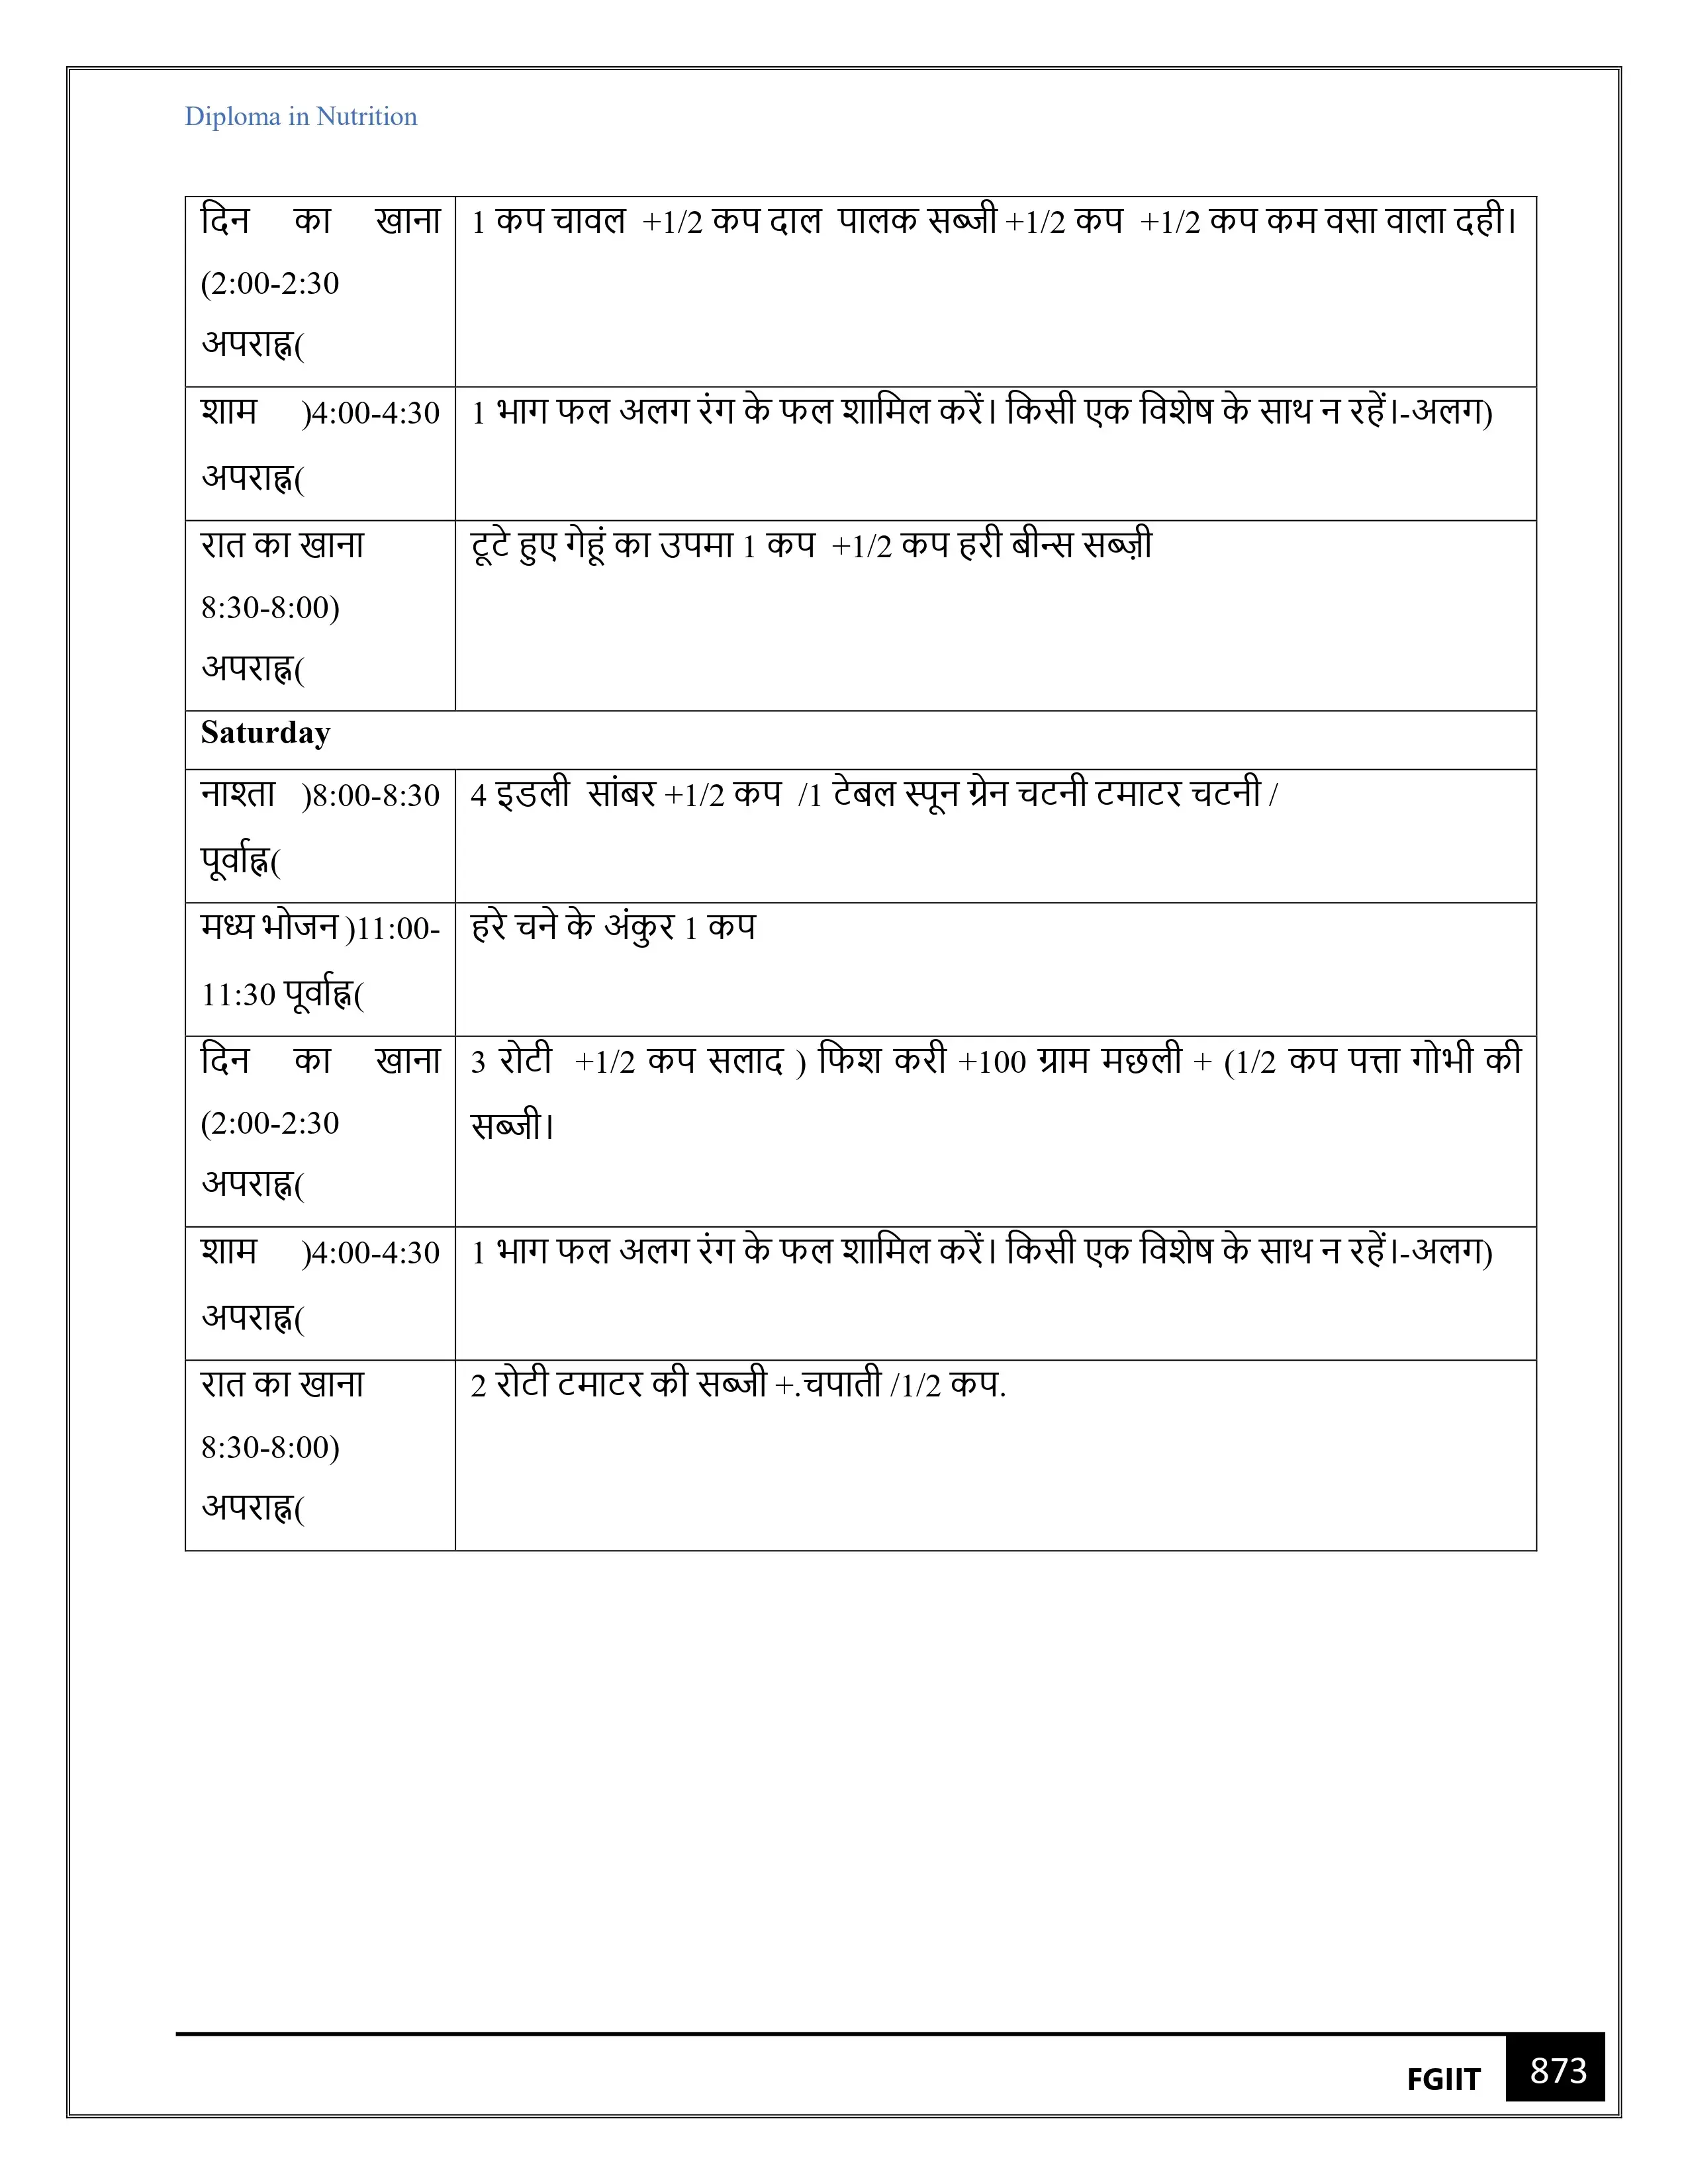 Diploma in Nutrition
दिन का खाना
(2:00-2:30
अपराह्न(
1 कप चावल +1/2 कप दाल पालक सब्जी +1/2 कप +1/2 कप कम वसा वाला दही।
शाम )4:00-4:30
अपराह्न(
1 भाग फल अलग रंग के फल शामिल करें। किसी एक विशेष के साथ न रहें।-अलग)
रात का खाना
8:30-8:00)
अपराह्न(
टूटे हुए गेहूं का उपमा 1 कप +1/2 कप हरी बीन्स सब्ज़ी
Saturday
नाश्ता )8:00-8:30
पूर्वाह्न(
4 इडली सांबर +1/2 कप /1 टेबल स्पून ग्रेन चटनी टमाटर चटनी /
मध्य भोजन )11:00-
11:30 पूर्वाह्न(
हरे चने के अंकुर 1 कप
दिन का खाना
(2:00-2:30
अपराह्न(
3 रोटी +1/2 कप सलाद ) फिश करी +100 ग्राम मछली + (1/2 कप पत्ता गोभी की
सब्जी।
शाम )4:00-4:30
अपराह्न(
1 भाग फल अलग रंग के फल शामिल करें। किसी एक विशेष के साथ न रहें।-अलग)
रात का खाना
8:30-8:00)
अपराह्न(
2 रोटी टमाटर की सब्जी +.चपाती /1/2 कप.
FGIIT 873